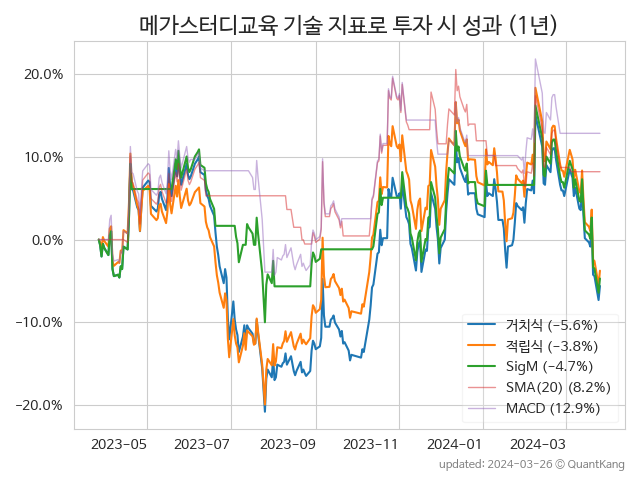 메가스터디교육 기술 지표로 투자 시 성과 (1년)
20.0%
10.0%
0.0%
−10.0%
−20.0%
거치식 (−5.6%)
적립식 (−3.8%)
SigM (−4.7%)
SMA(20) (8.2%)
MACD (12.9%)
2023-05 2023-07 2023-09 2023-11 2024-01 2024-03
updated: 2024-03-26 © QuantKang